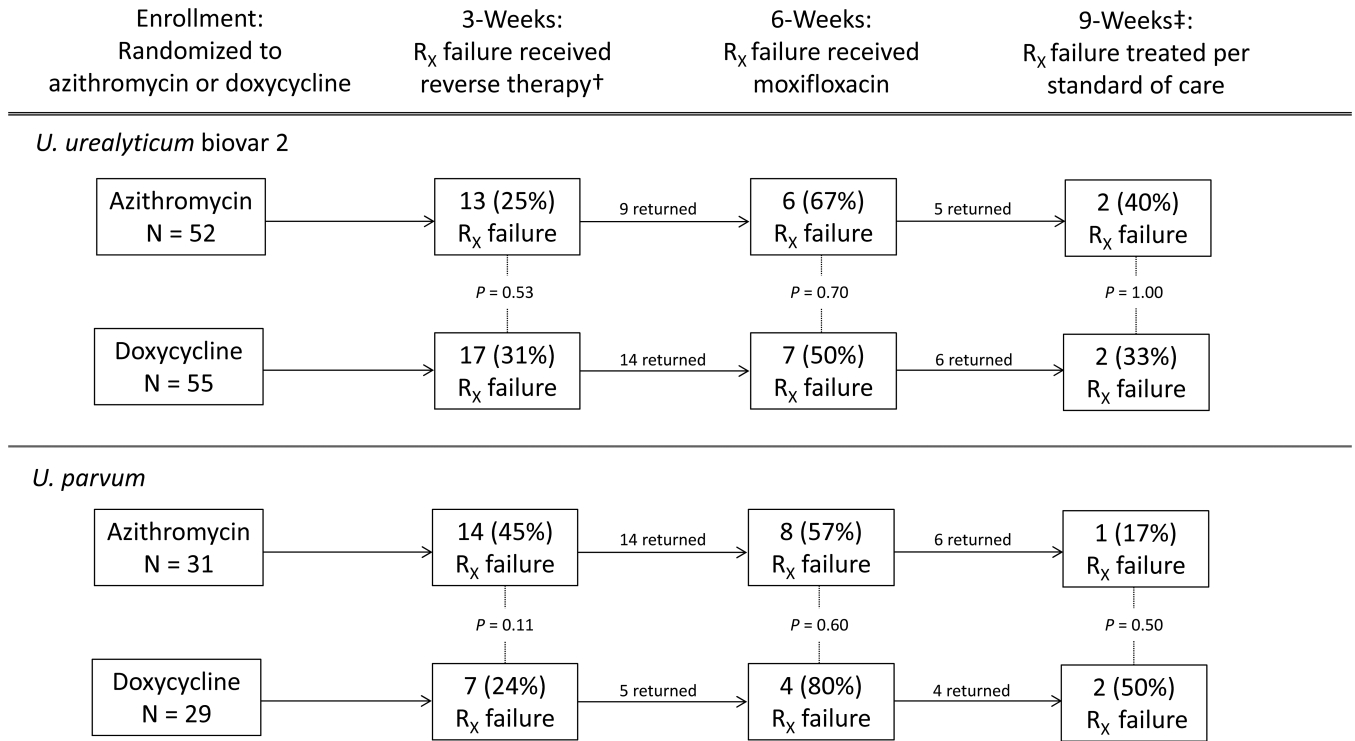 Enrollment:
Randomized to
azithromycin or doxycycline
3-Weeks:
RX failure received
reverse therapy†
6-Weeks:
RX failure received
moxifloxacin
9-Weeks‡:
RX failure treated per
standard of care
U. urealyticum biovar 2
Azithromycin
N = 52
13 (25%)
RX failure
9 returned
6 (67%)
RX failure
5 returned
2 (40%)
RX failure
P = 0.53
P = 0.70
P = 1.00
Doxycycline
N = 55
17 (31%)
RX failure
14 returned
7 (50%)
RX failure
6 returned
2 (33%)
RX failure
U. parvum
Azithromycin
N = 31
14 (45%)
RX failure
14 returned
8 (57%)
RX failure
6 returned
1 (17%)
RX failure
P = 0.11
P = 0.60
P = 0.50
Doxycycline
N = 29
7 (24%)
RX failure
5 returned
4 (80%)
RX failure
4 returned
2 (50%)
RX failure